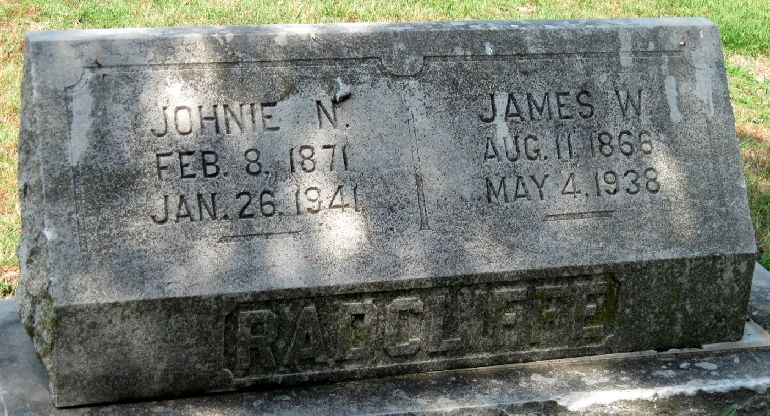 JOHNIE N.
FEB. 8, 1871
JAN. 26, 1941
JAMES W.
AUG. 11, 1866
MAY 4, 1938
RADCLIFFE